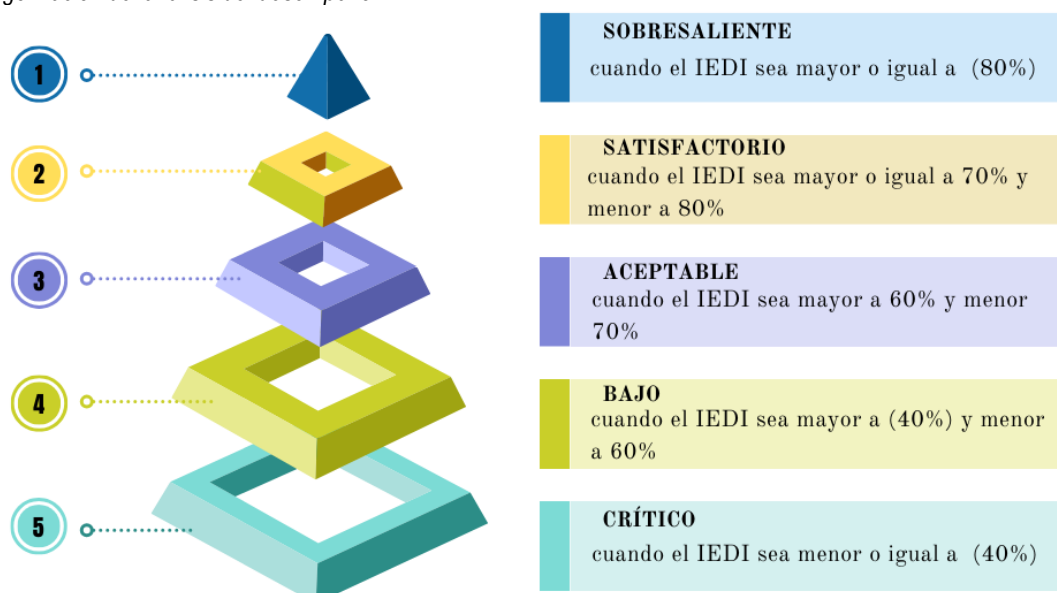 1
SOBRESALIENTE
cuando el IEDI sea mayor o igual a (80%)
2
SATISFACTORIO
cuando el IEDI sea mayor o igual a 70% y
menor a 80%
3
ACEPTABLE
cuando el IEDI sea mayor a 60% y menor
70%
4
BAJO
cuando el IEDI sea mayor a (40%) y menor
a 60%
5
CRÍTICO
cuando el IEDI sea menor o igual a (40%)